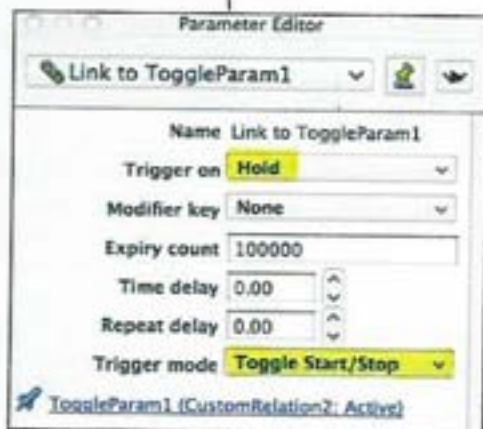 Parameter Editor
Link to ToggleParam1
Name Link to ToggleParam1
Trigger on Hold
Modifier key None
Expiry count 100000
Time delay 0.00
Repeat delay 0.00
Trigger mode Toggle Start/Stop
ToggleParam1 (CustomRelation2: Active)